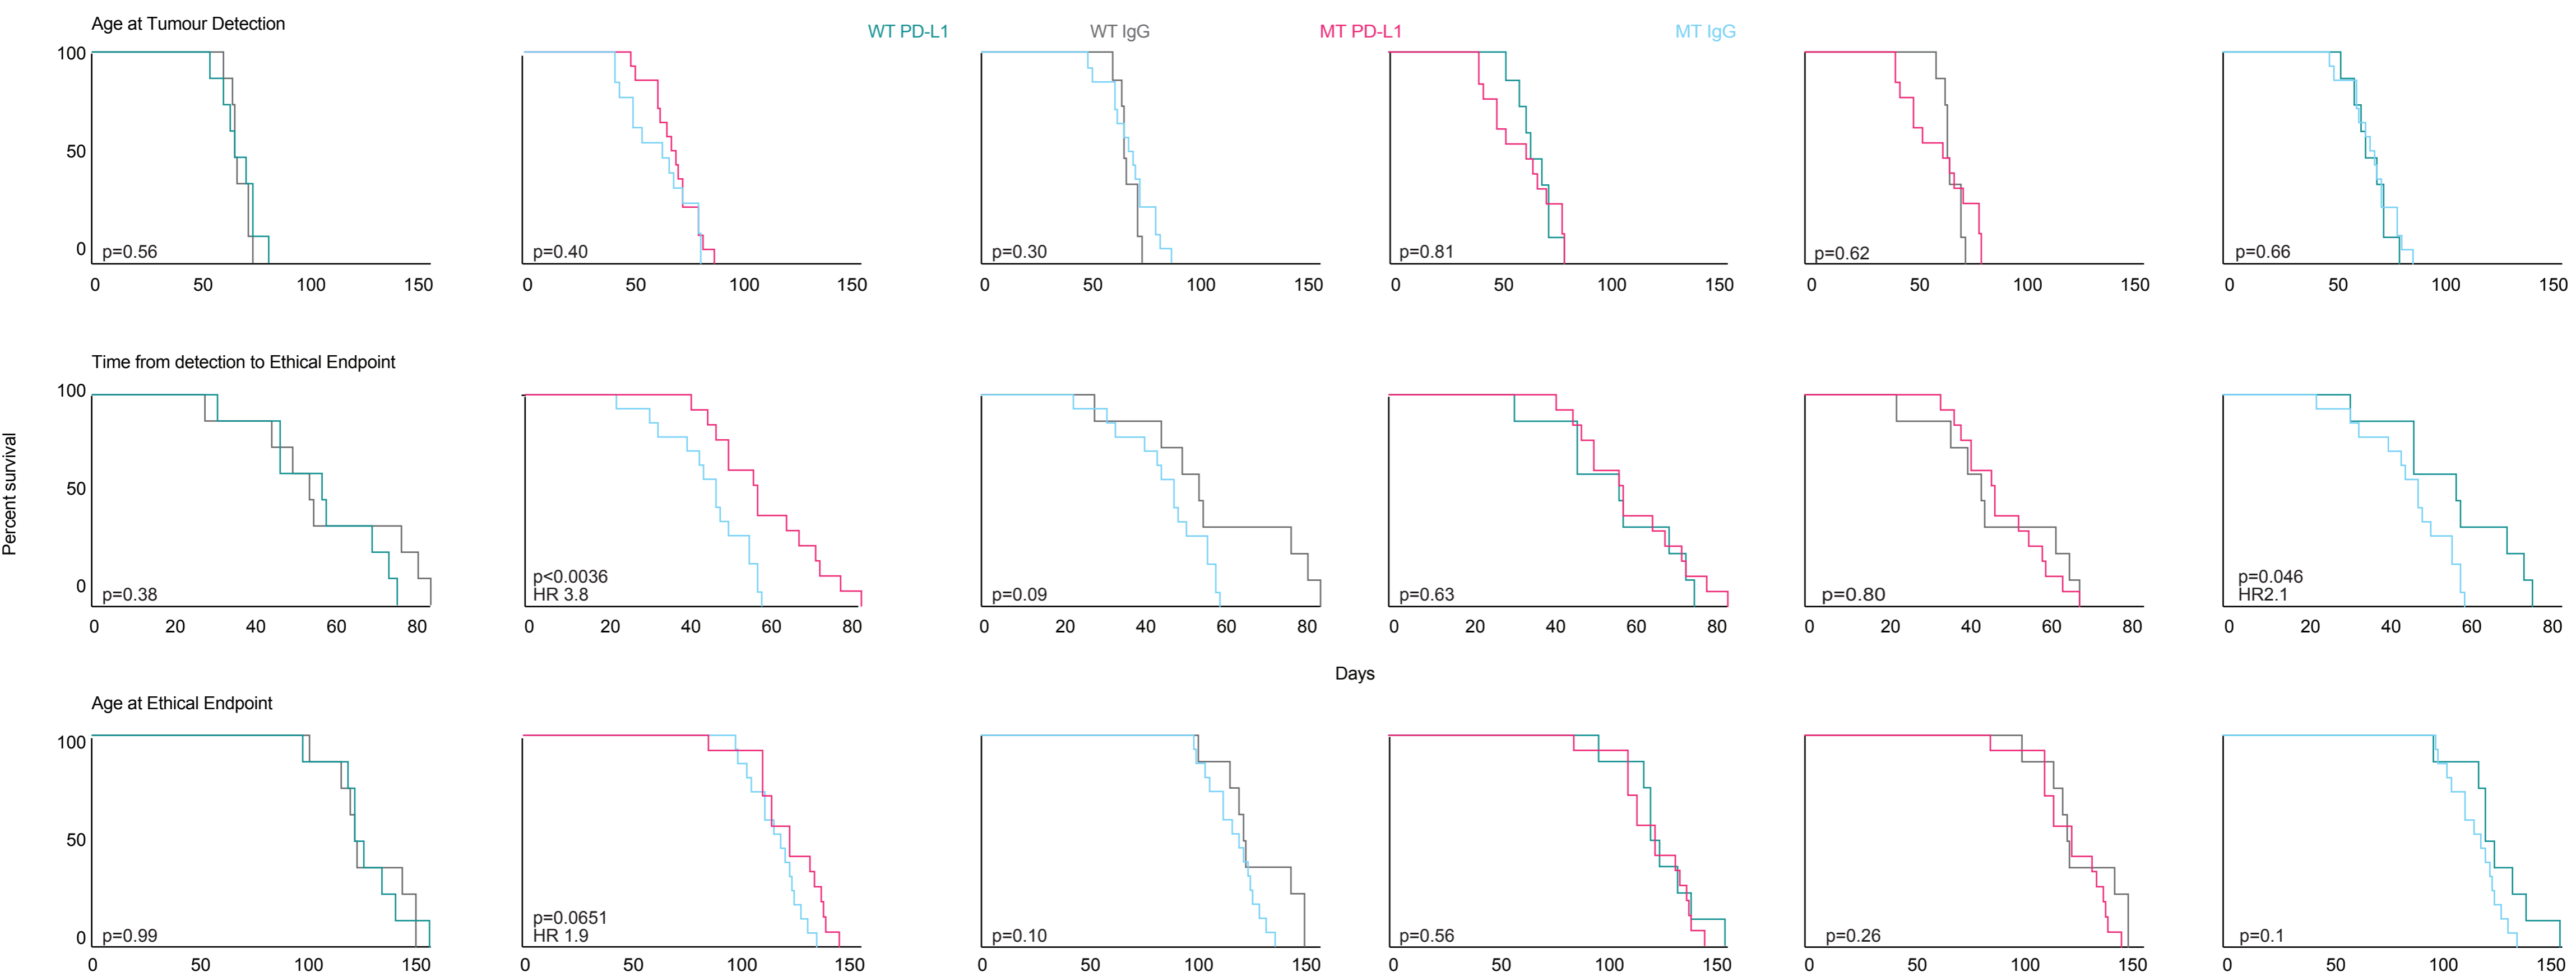 Age at Tumour Detection
WT PD-L1 WT IgG MT PD-L1 MT IgG
100
50
0
p=0.56 p=0.40 p=0.30 p=0.81 p=0.62 p=0.66
0 50 100 150 0 50 100 150 0 50 100 150 0 50 100 150 0 50 100 150 0 50 100 150
Time from detection to Ethical Endpoint
Percent survival
100
50
0
p=0.38
p<0.0036
HR 3.8
p=0.09
p=0.63
p=0.80
p=0.046
HR2.1
0 20 40 60 80 0 20 40 60 80 0 20 40 60 80 0 20 40 60 80 0 20 40 60 80 0 20 40 60 80
Days
Age at Ethical Endpoint
100
50
0
p=0.99
p=0.0651
HR 1.9
p=0.10
p=0.56
p=0.26
p=0.1
0 50 100 150 0 50 100 150 0 50 100 150 0 50 100 150 0 50 100 150 0 50 100 150